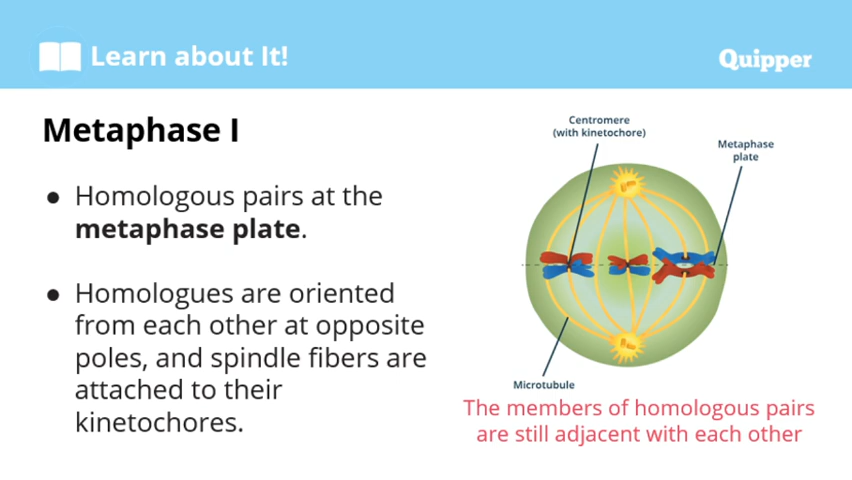 Learn about It!
Quipper
Metaphase I
● Homologous pairs at the
metaphase plate.
● Homologues are oriented
from each other at opposite
poles, and spindle fibers are
attached to their
kinetochores.
Centromere
(with kinetochore)
Metaphase
plate
Microtubule
The members of homologous pairs
are still adjacent with each other